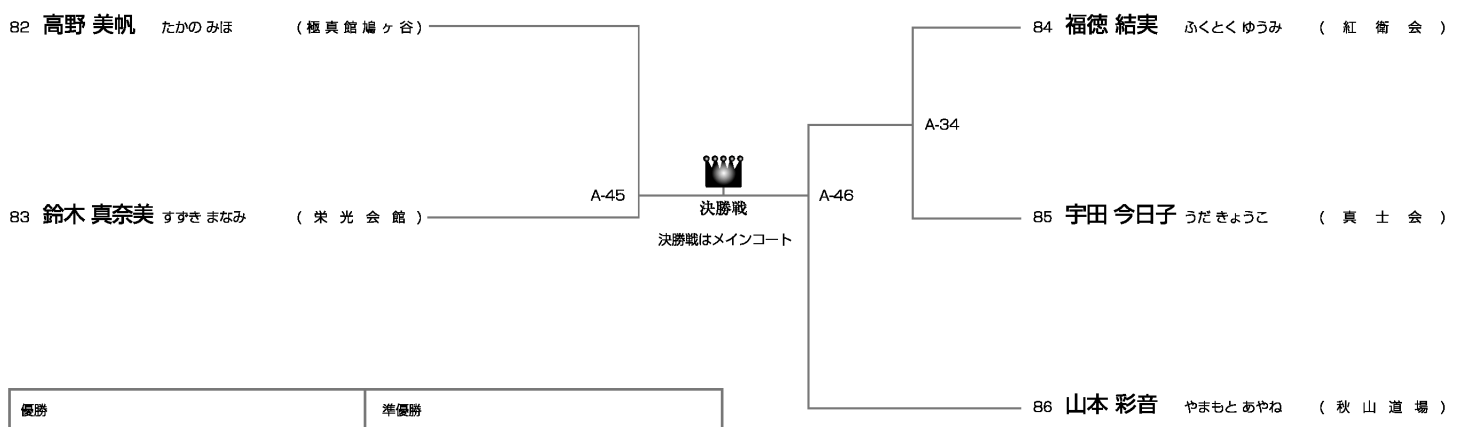 82 高野 美帆 たかの みほ (極真館鳩ヶ谷)
83 鈴木 真奈美 すずき まなみ (栄光会館)
A-45
決勝戦
決勝戦はメインコート
A-46
A-34
84 福徳 結実 ふくとく ゆうみ (紅衛会)
85 宇田 今日子 うだ きょうこ (真士会)
86 山本 彩音 やまもと あやね (秋山道場)
優勝
準優勝